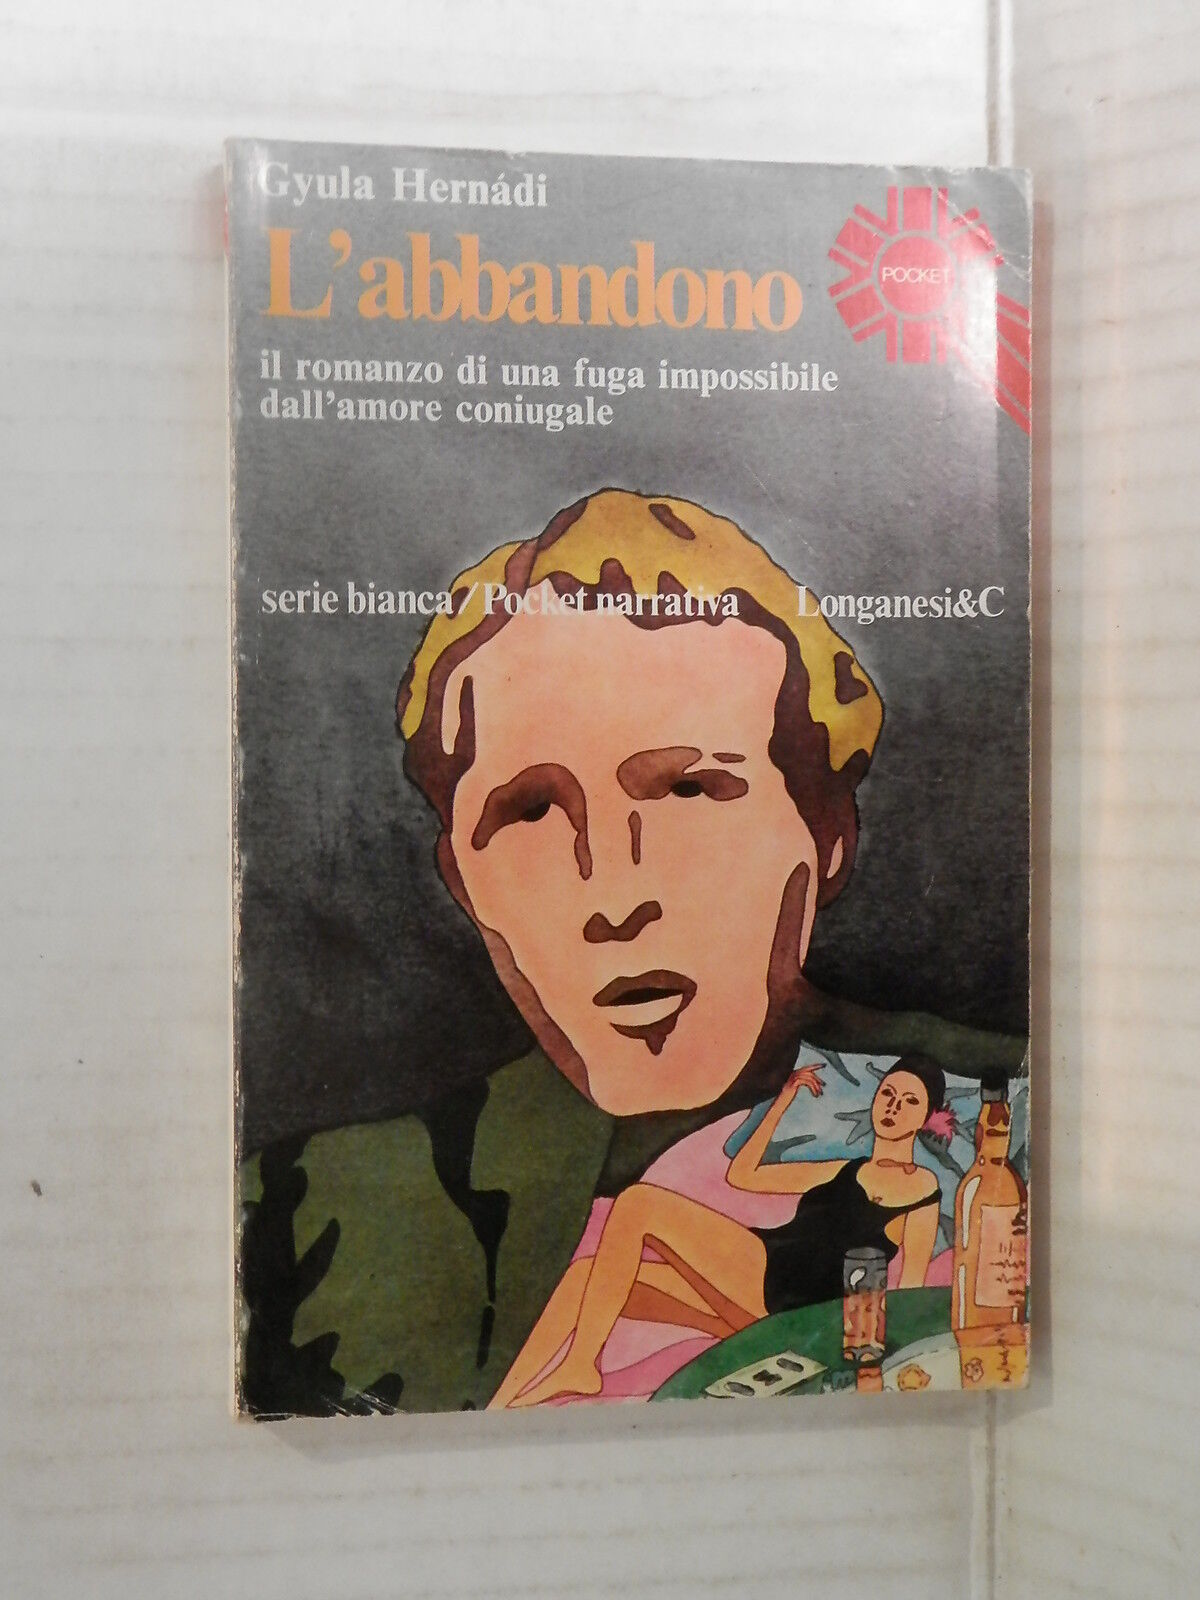 Gyula Hernádi
L'abbandono
POCKET
il romanzo di una fuga impossibile
dall'amore coniugale
serie bianca/Pocket narrativa Longanesi&C